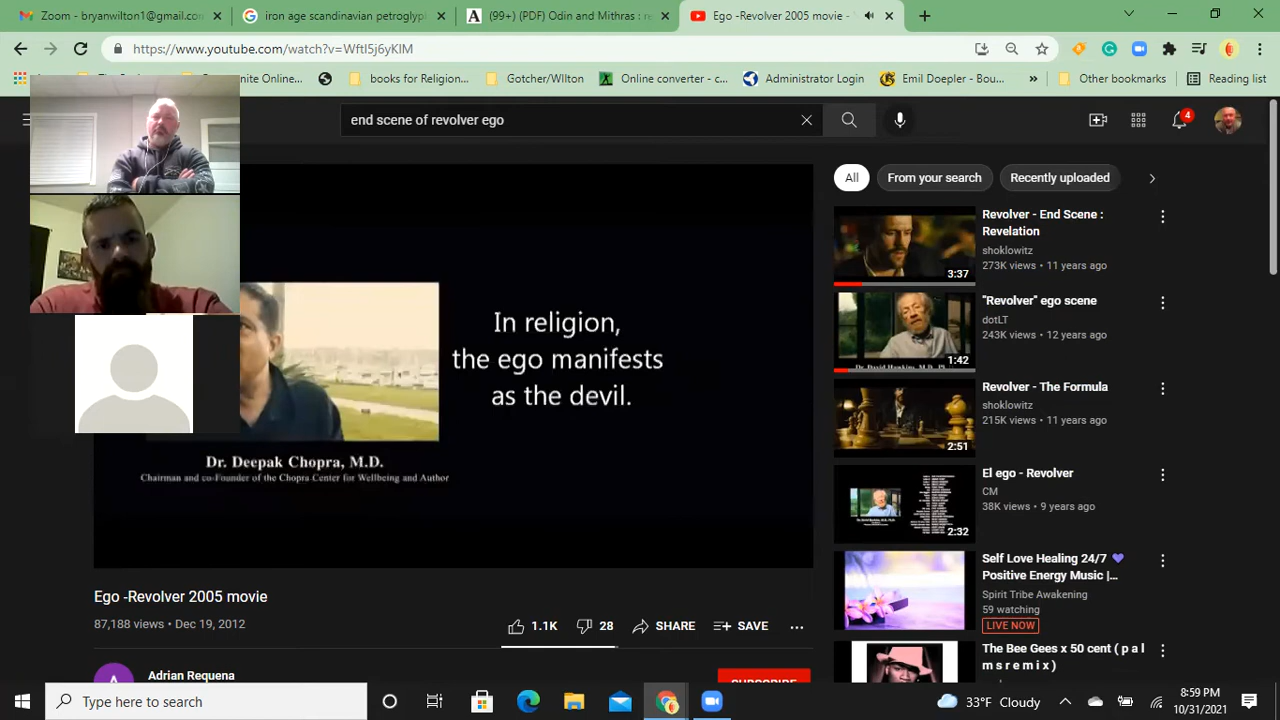 Zoom - bryanwilton1@gmail.con
iron age scandinavian petroglyp
(99+) (PDF) Odin and Mithras : re
Ego -Revolver 2005 movie -
https://www.youtube.com/watch?v=WftI5j6yKIM
books for Religion...
Gotcher/WIlton
Online converter - c...
Administrator Login
Emil Doepler - Bou...
»
Other bookmarks
Reading list
end scene of revolver ego
4
All
From your search
Recently uploaded
In religion,
the ego manifests
as the devil.
Dr. Deepak Chopra, M.D.
Chairman and co-Founder of the Chopra Center for Wellbeing and Author
Revolver - End Scene :
Revelation
shoklowitz
273K views • 11 years ago
3:37
"Revolver" ego scene
dotLT
243K views • 12 years ago
1:42
Dr. David Hawkins, M.D. Ph.
Revolver - The Formula
shoklowitz
215K views • 11 years ago
2:51
El ego - Revolver
CM
38K views • 9 years ago
2:32
Self Love Healing 24/7 💜
Positive Energy Music |...
Spirit Tribe Awakening
59 watching
LIVE NOW
The Bee Gees x 50 cent ( p a l
m s r e m i x )
Ego -Revolver 2005 movie
87,188 views • Dec 19, 2012
1.1K
28
SHARE
SAVE
A
Adrian Requena
SUBSCRIBE
Type here to search
33°F Cloudy
8:59 PM
10/31/2021